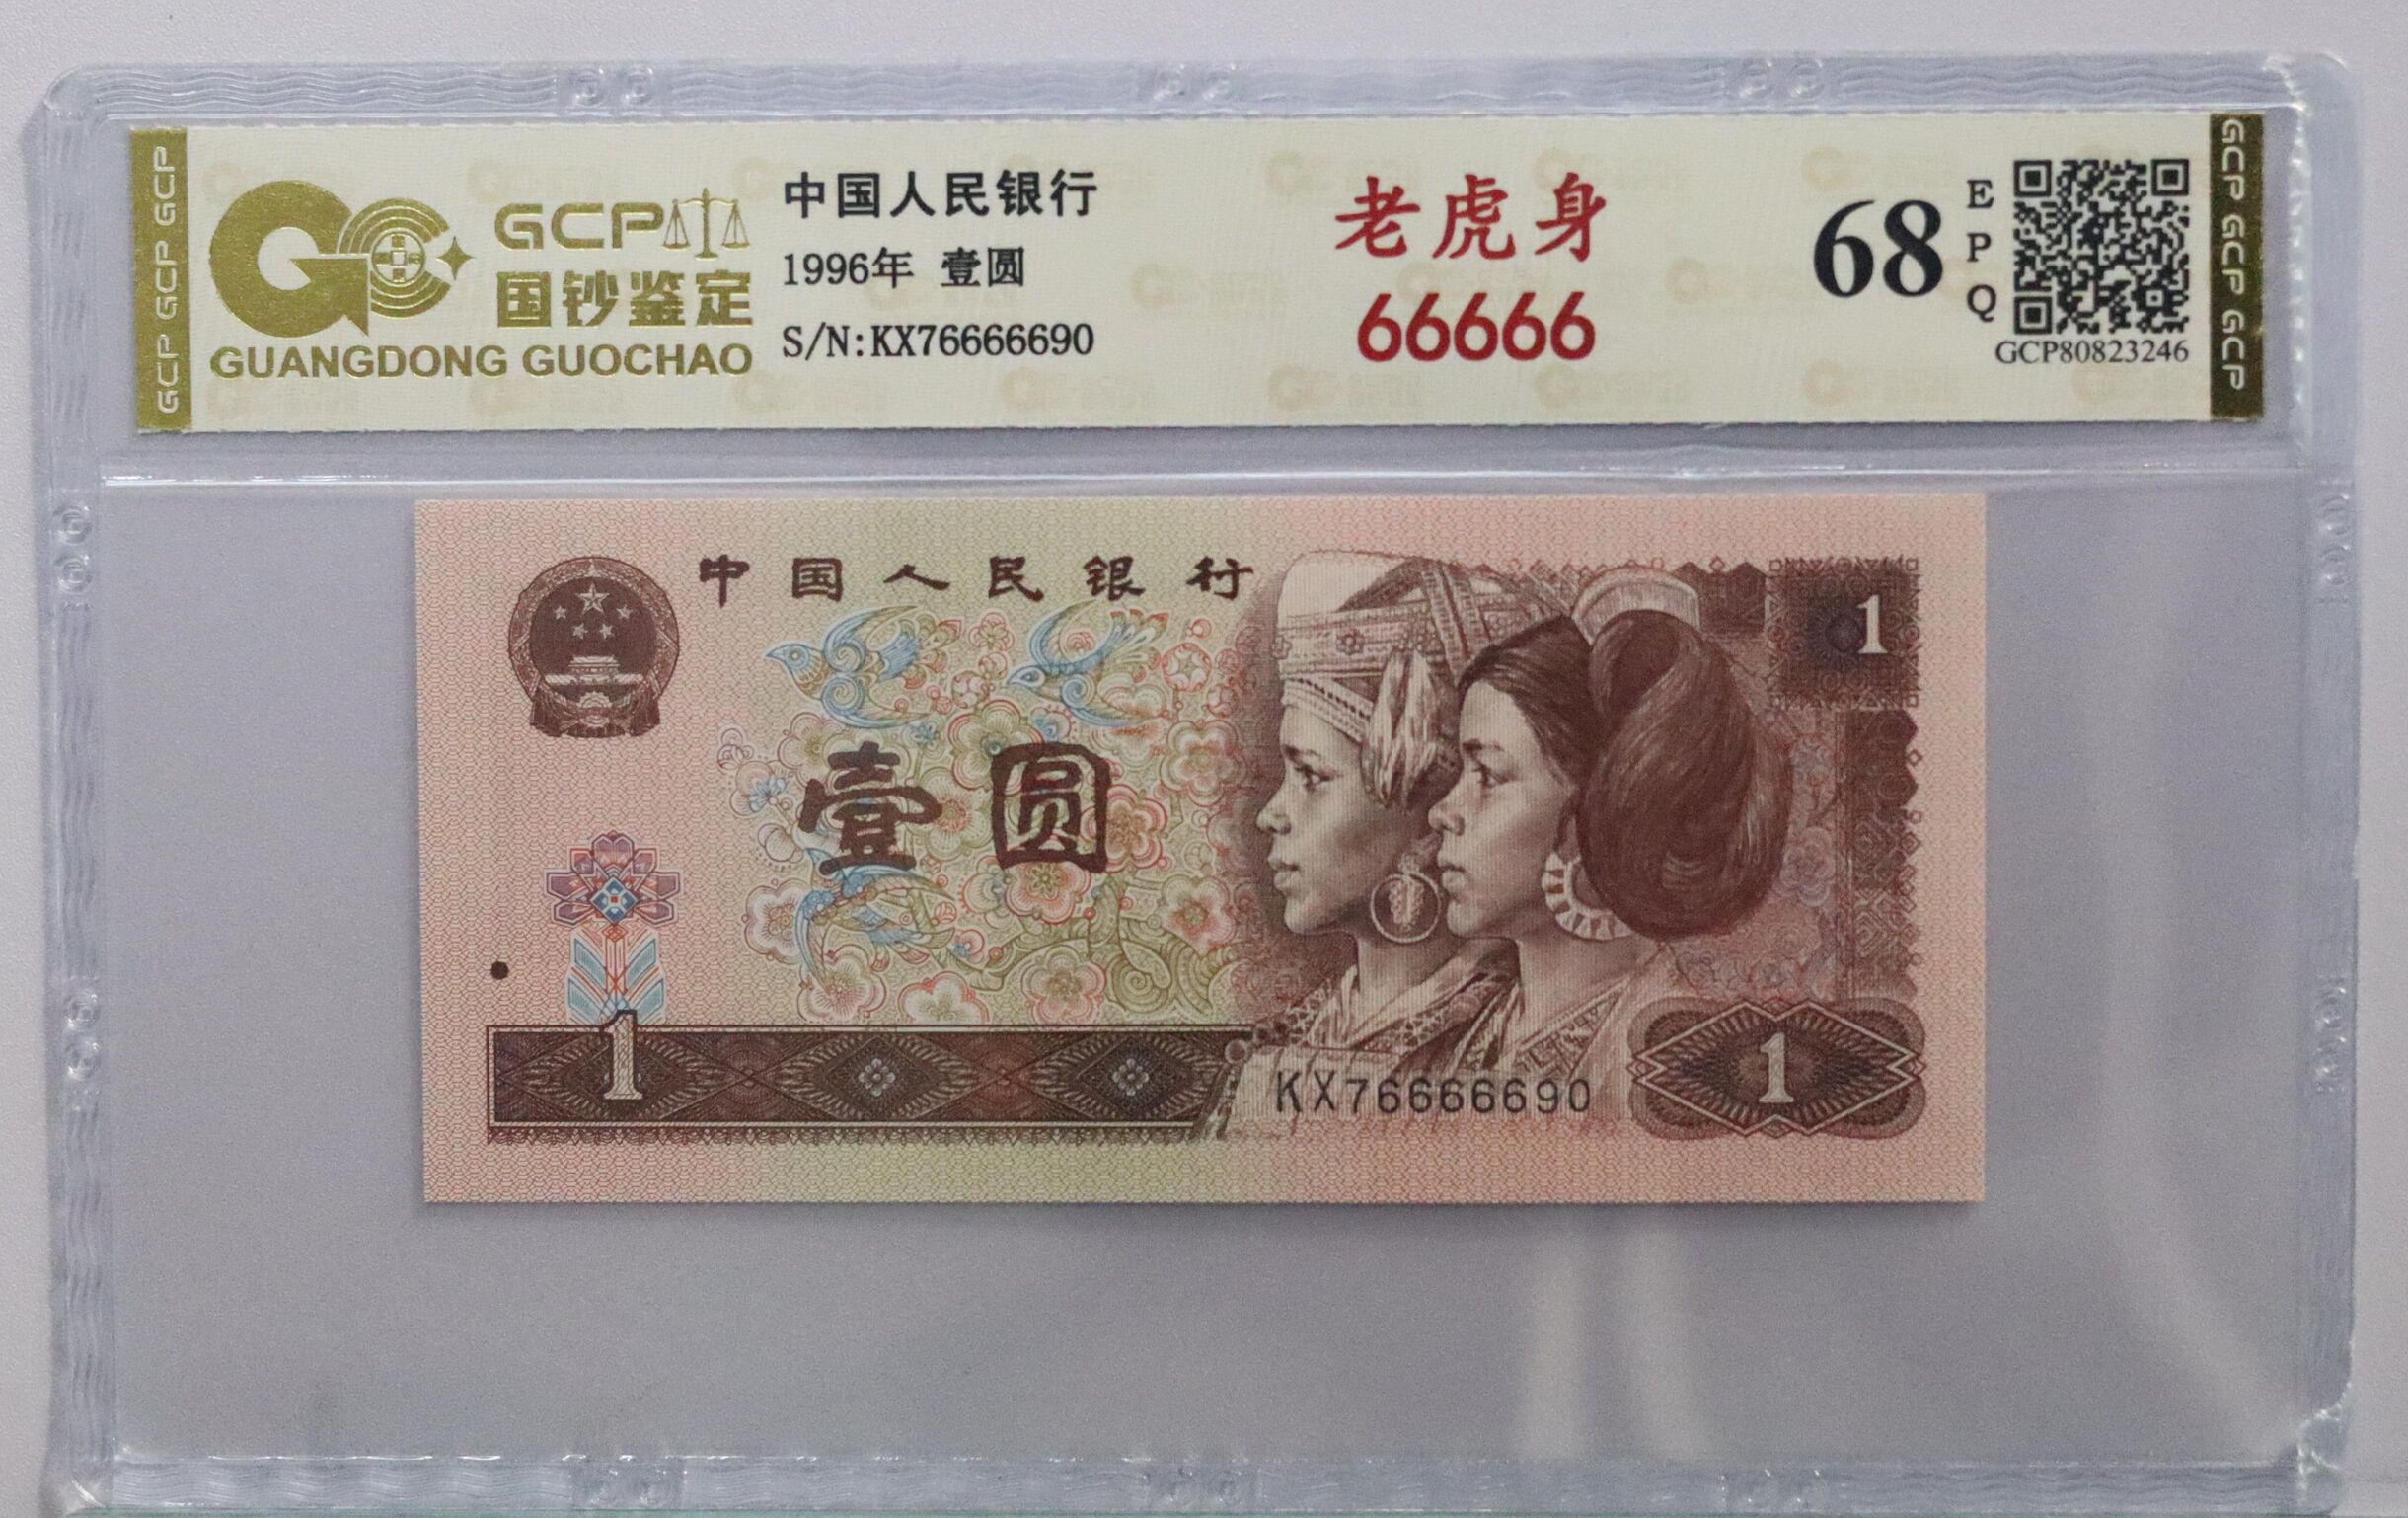 GCP GCP GCP
GCP
国钞鉴定
GUANGDONG GUOCHAO
中国人民银行
1996年 壹圆
S/N:KX76666690
老虎身
66666
68
EPQ
GCP80823246
GCP GCP GCP
中国人民银行
1
壹圆
1
KX76666690
1